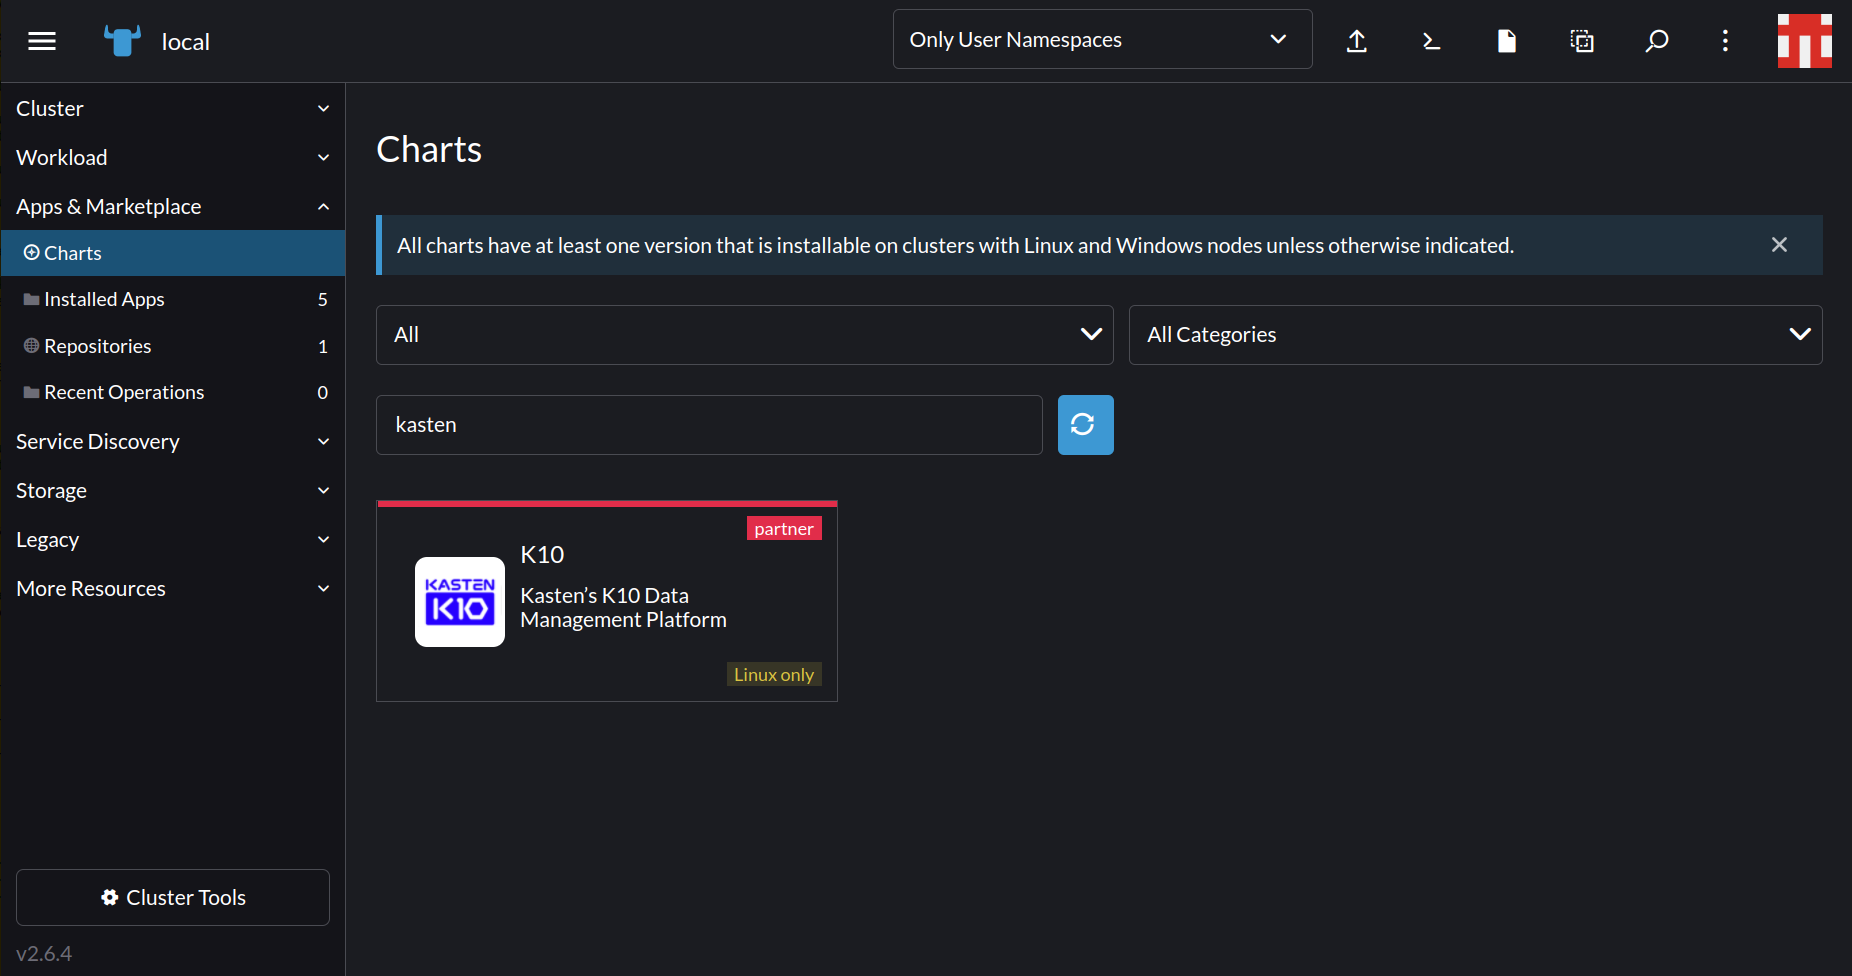 local
Only User Namespaces
Cluster
Workload
Apps & Marketplace
Charts
Installed Apps 5
Repositories 1
Recent Operations 0
Service Discovery
Storage
Legacy
More Resources
Cluster Tools
v2.6.4
Charts
All charts have at least one version that is installable on clusters with Linux and Windows nodes unless otherwise indicated.
All
All Categories
kasten
partner
KASTEN
K10
K10
Kasten’s K10 Data
Management Platform
Linux only